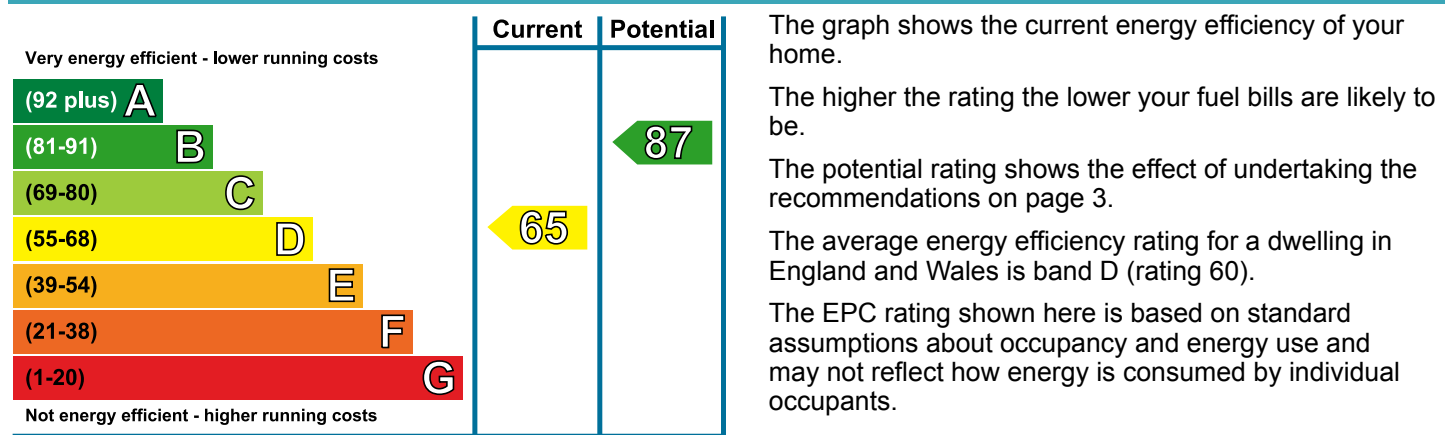 Current Potential
Very energy efficient - lower running costs
(92 plus) A
(81-91) B
87
(69-80) C
(55-68) D
65
(39-54) E
(21-38) F
(1-20) G
Not energy efficient - higher running costs
The graph shows the current energy efficiency of your
home.
The higher the rating the lower your fuel bills are likely to
be.
The potential rating shows the effect of undertaking the
recommendations on page 3.
The average energy efficiency rating for a dwelling in
England and Wales is band D (rating 60).
The EPC rating shown here is based on standard
assumptions about occupancy and energy use and
may not reflect how energy is consumed by individual
occupants.